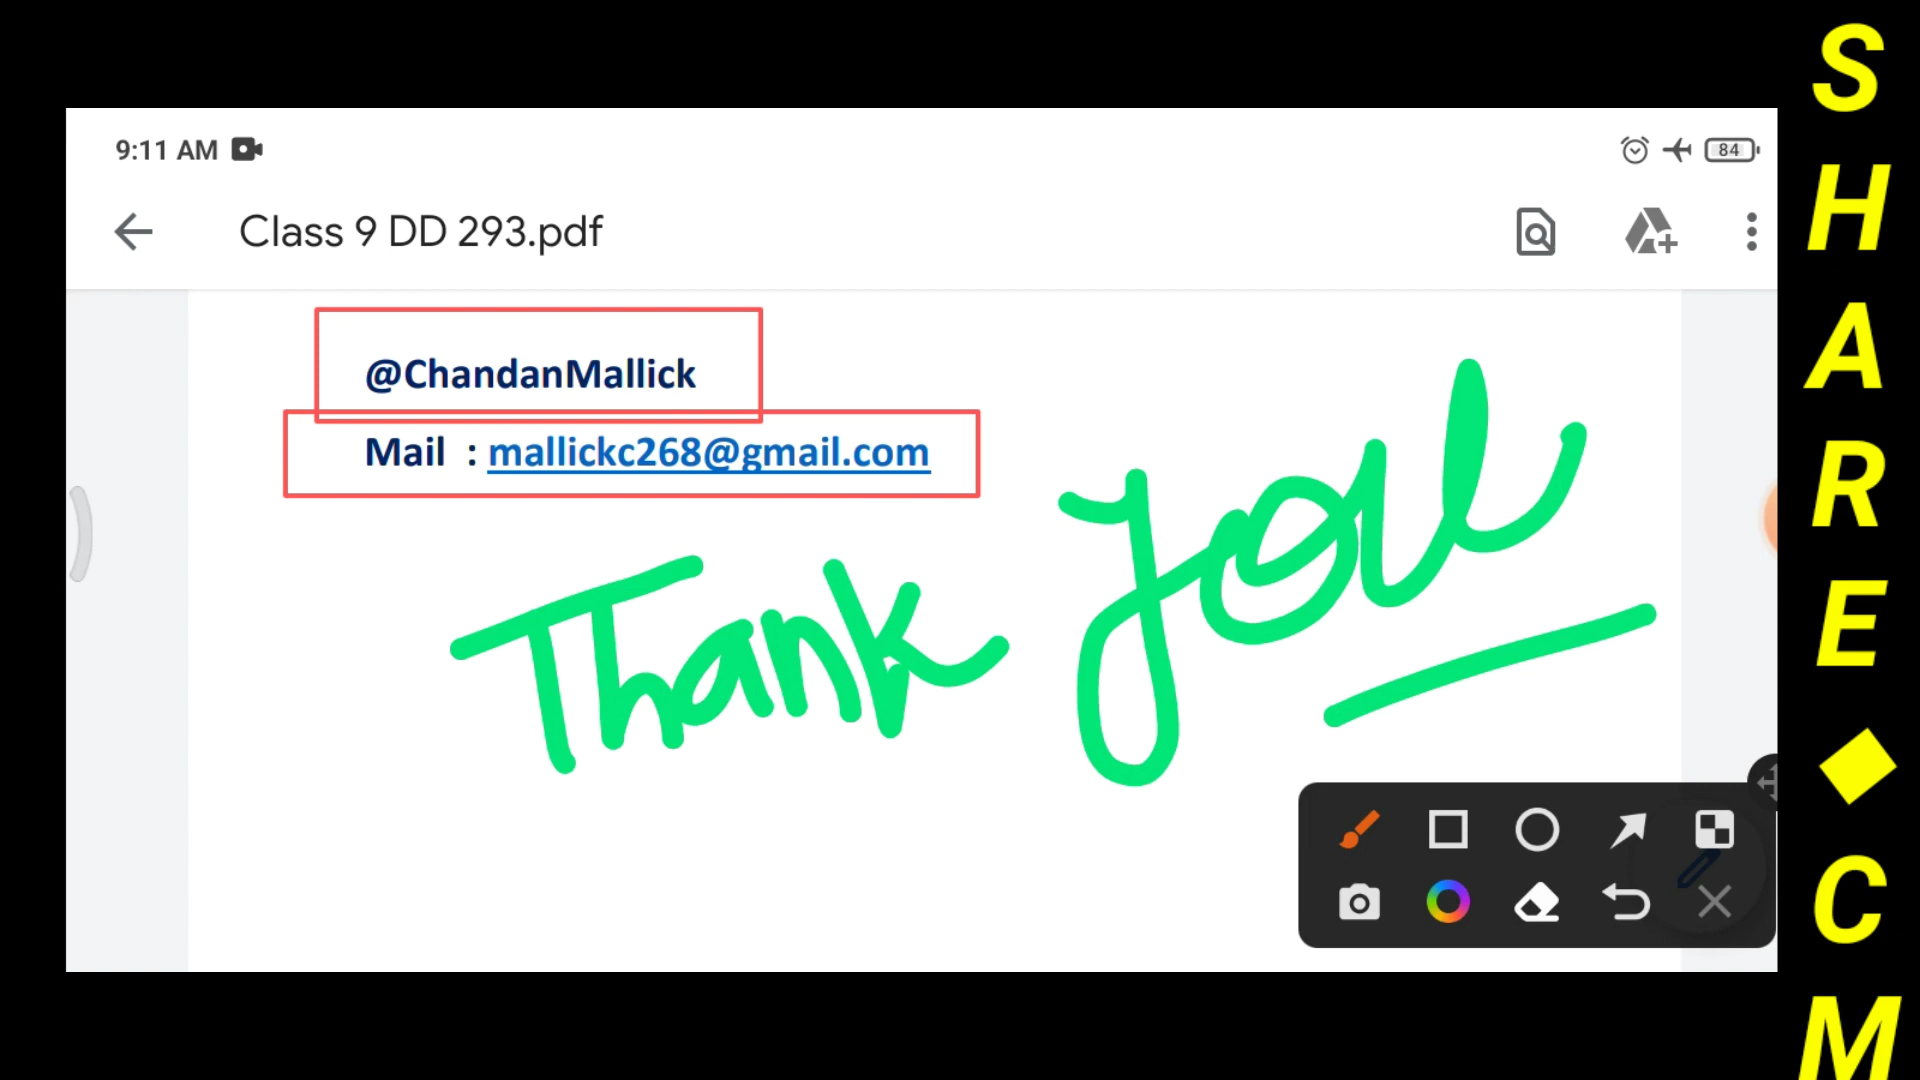 9:11 AM
84
Class 9 DD 293.pdf
@ChandanMallick
Mail : mallickc268@gmail.com
Thank you
SHARE◆CM